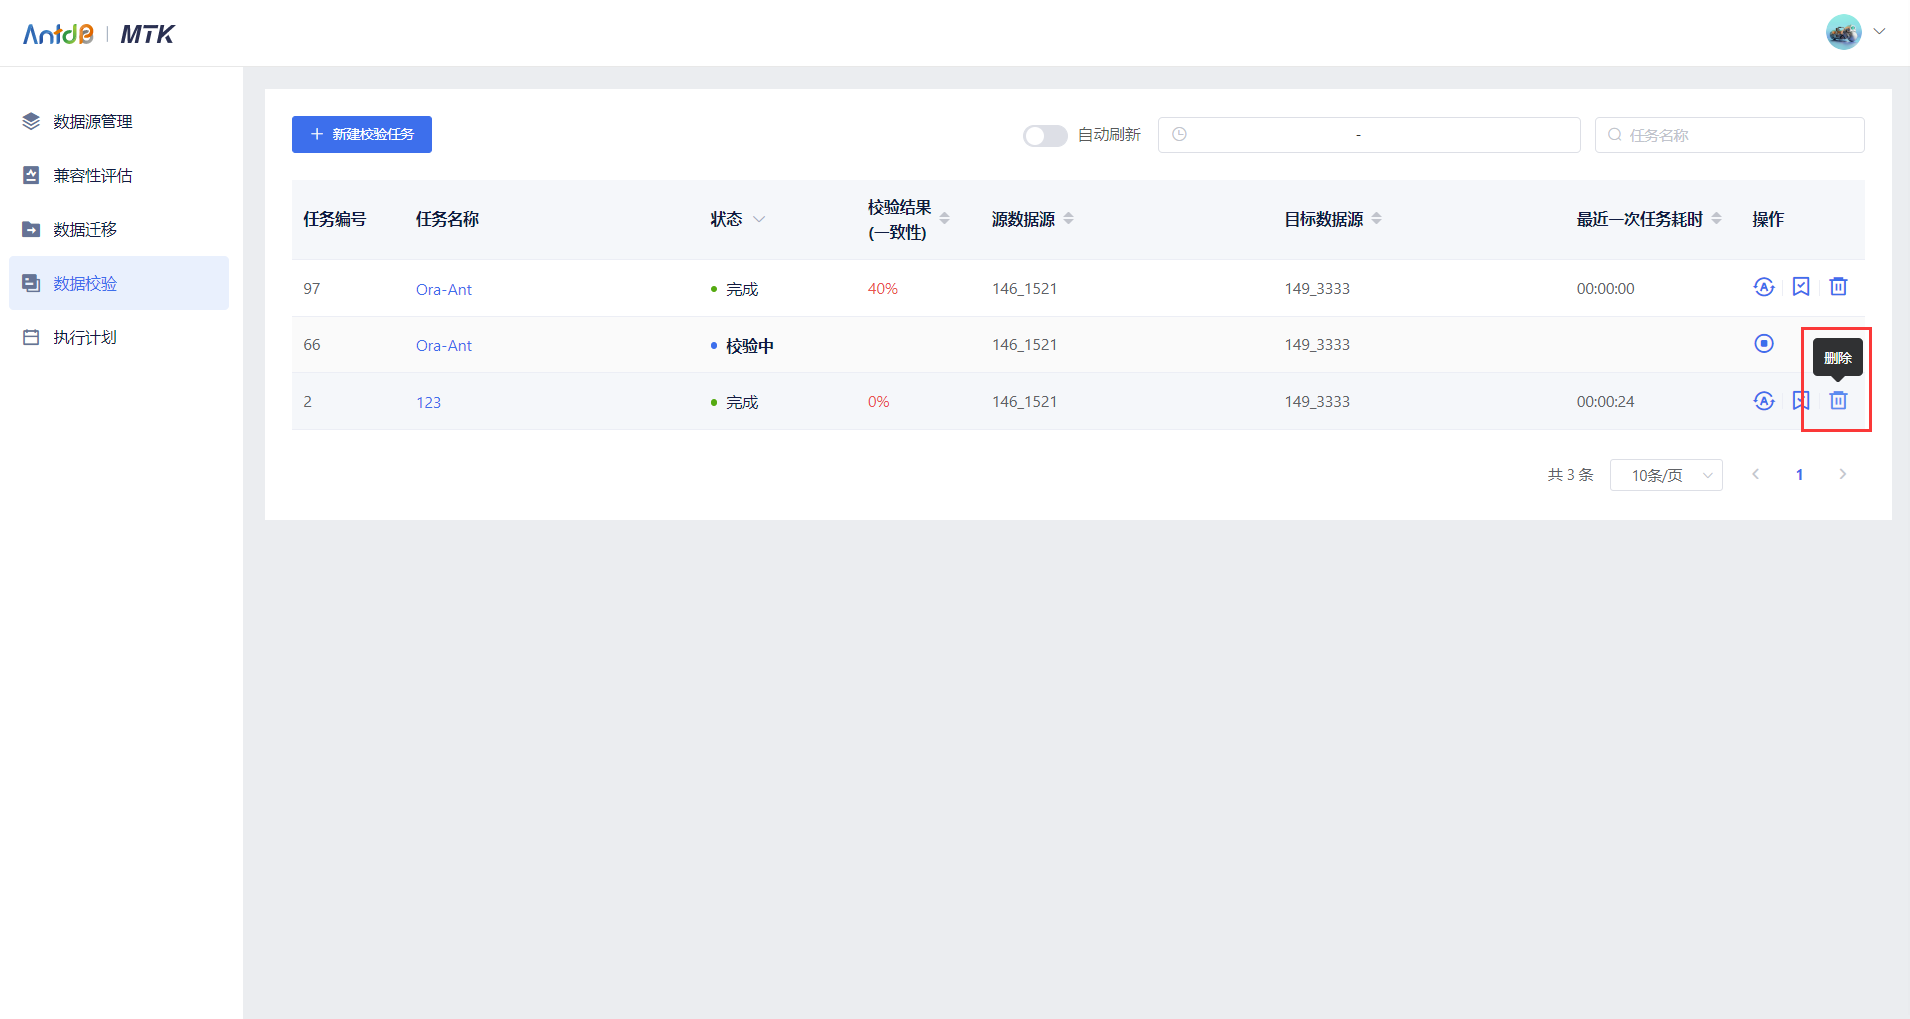 AntdB | MTK
数据源管理
兼容性评估
数据迁移
数据校验
执行计划
+ 新建校验任务
自动刷新
-
任务名称
任务编号 任务名称 状态 校验结果 (一致性) 源数据源 目标数据源 最近一次任务耗时 操作
97 Ora-Ant 完成 40% 146_1521 149_3333 00:00:00
66 Ora-Ant 校验中 146_1521 149_3333
删除
2 123 完成 0% 146_1521 149_3333 00:00:24
共 3 条 10条/页 1